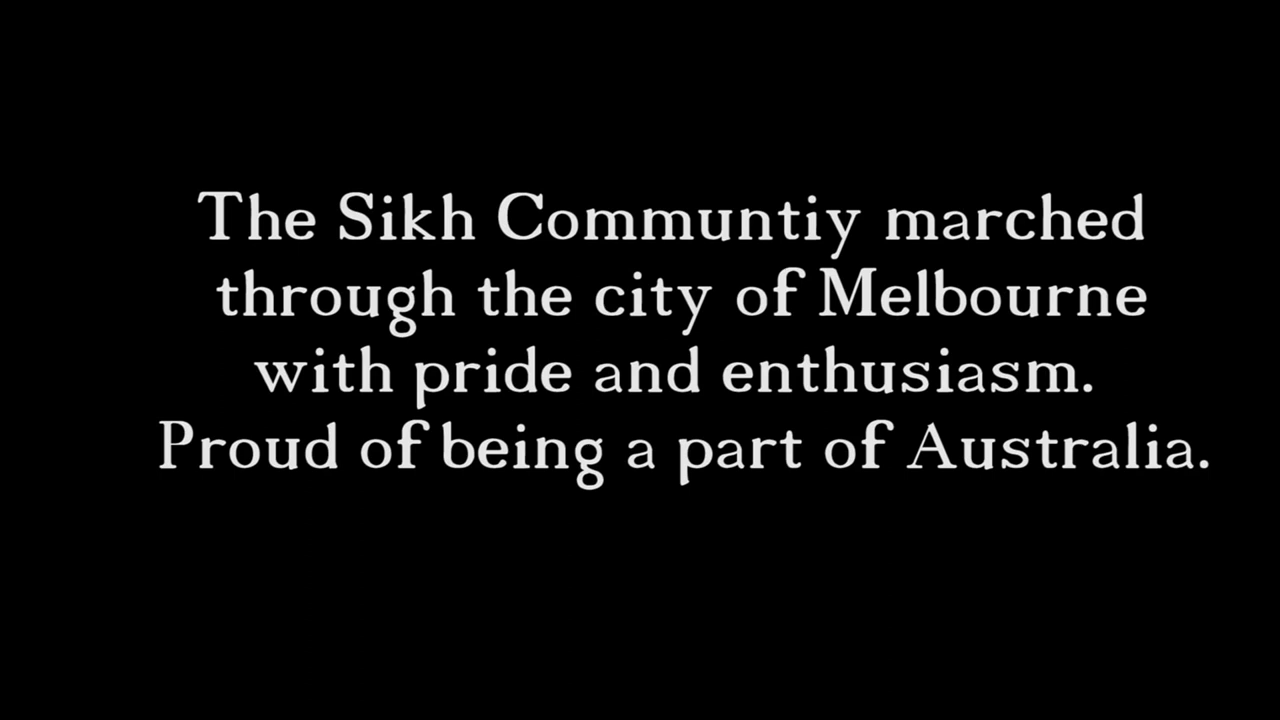 The Sikh Communtiy marched
through the city of Melbourne
with pride and enthusiasm.
Proud of being a part of Australia.